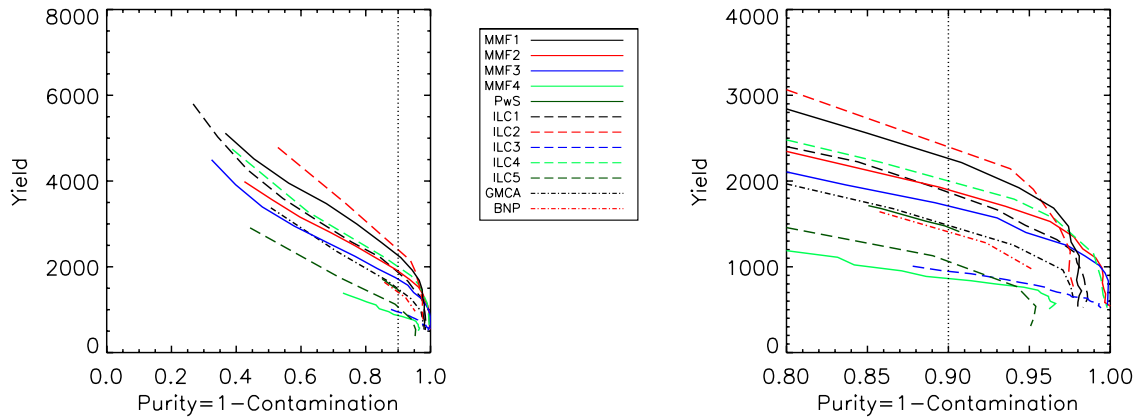 8000
6000
4000
2000
0
Yield
0.0 0.2 0.4 0.6 0.8 1.0
Purity=1-Contamination
MMF1
MMF2
MMF3
MMF4
PwS
ILC1
ILC2
ILC3
ILC4
ILC5
GMCA
BNP
4000
3000
2000
1000
0
Yield
0.80 0.85 0.90 0.95 1.00
Purity=1-Contamination